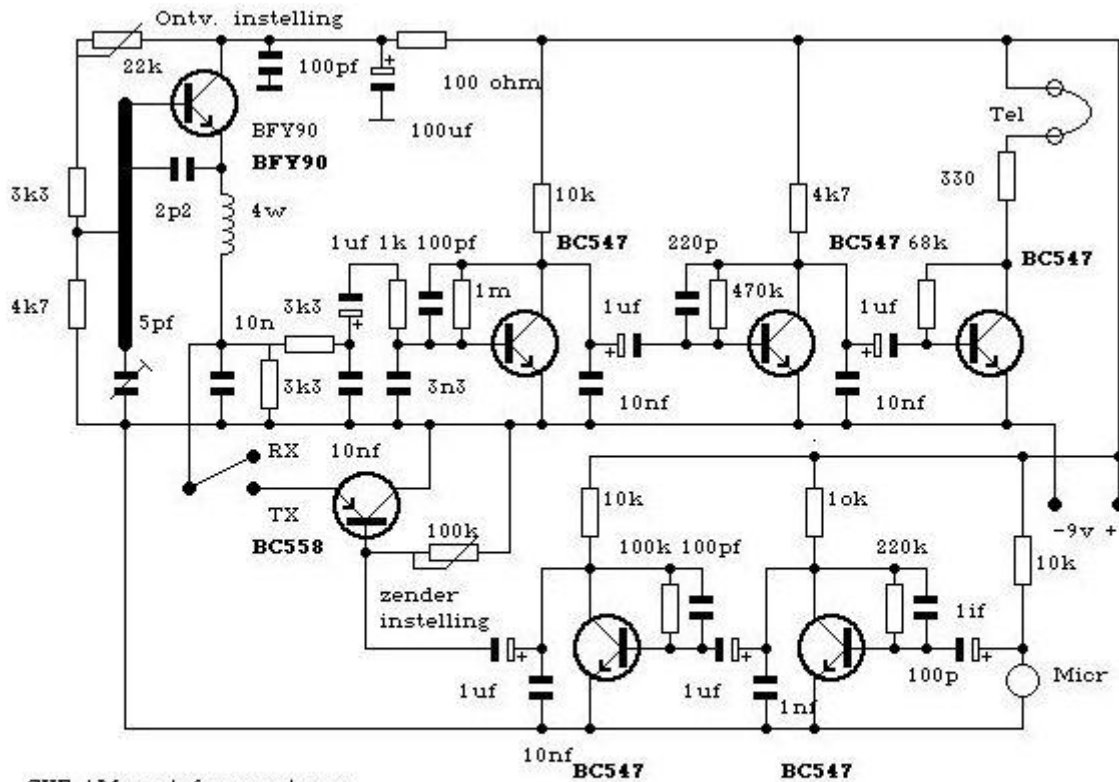 Ontv. instelling
22k
100pf
100 ohm
Tel
BFY90
BFY90
100uf
3k3
2p2
4w
10k
4k7
330
BC547
BC547
68k
BC547
1uf
1k
100pf
220p
4k7
1m
470k
5pf
10n
3k3
1uf
1uf
3k3
3n3
10nf
10nf
RX
10nf
TX
BC558
100k
10k
1ok
-9v +
100k
100pf
220k
10k
zender
instelling
1if
1uf
1uf
1nf
100p
Micr
10nf
BC547
BC547